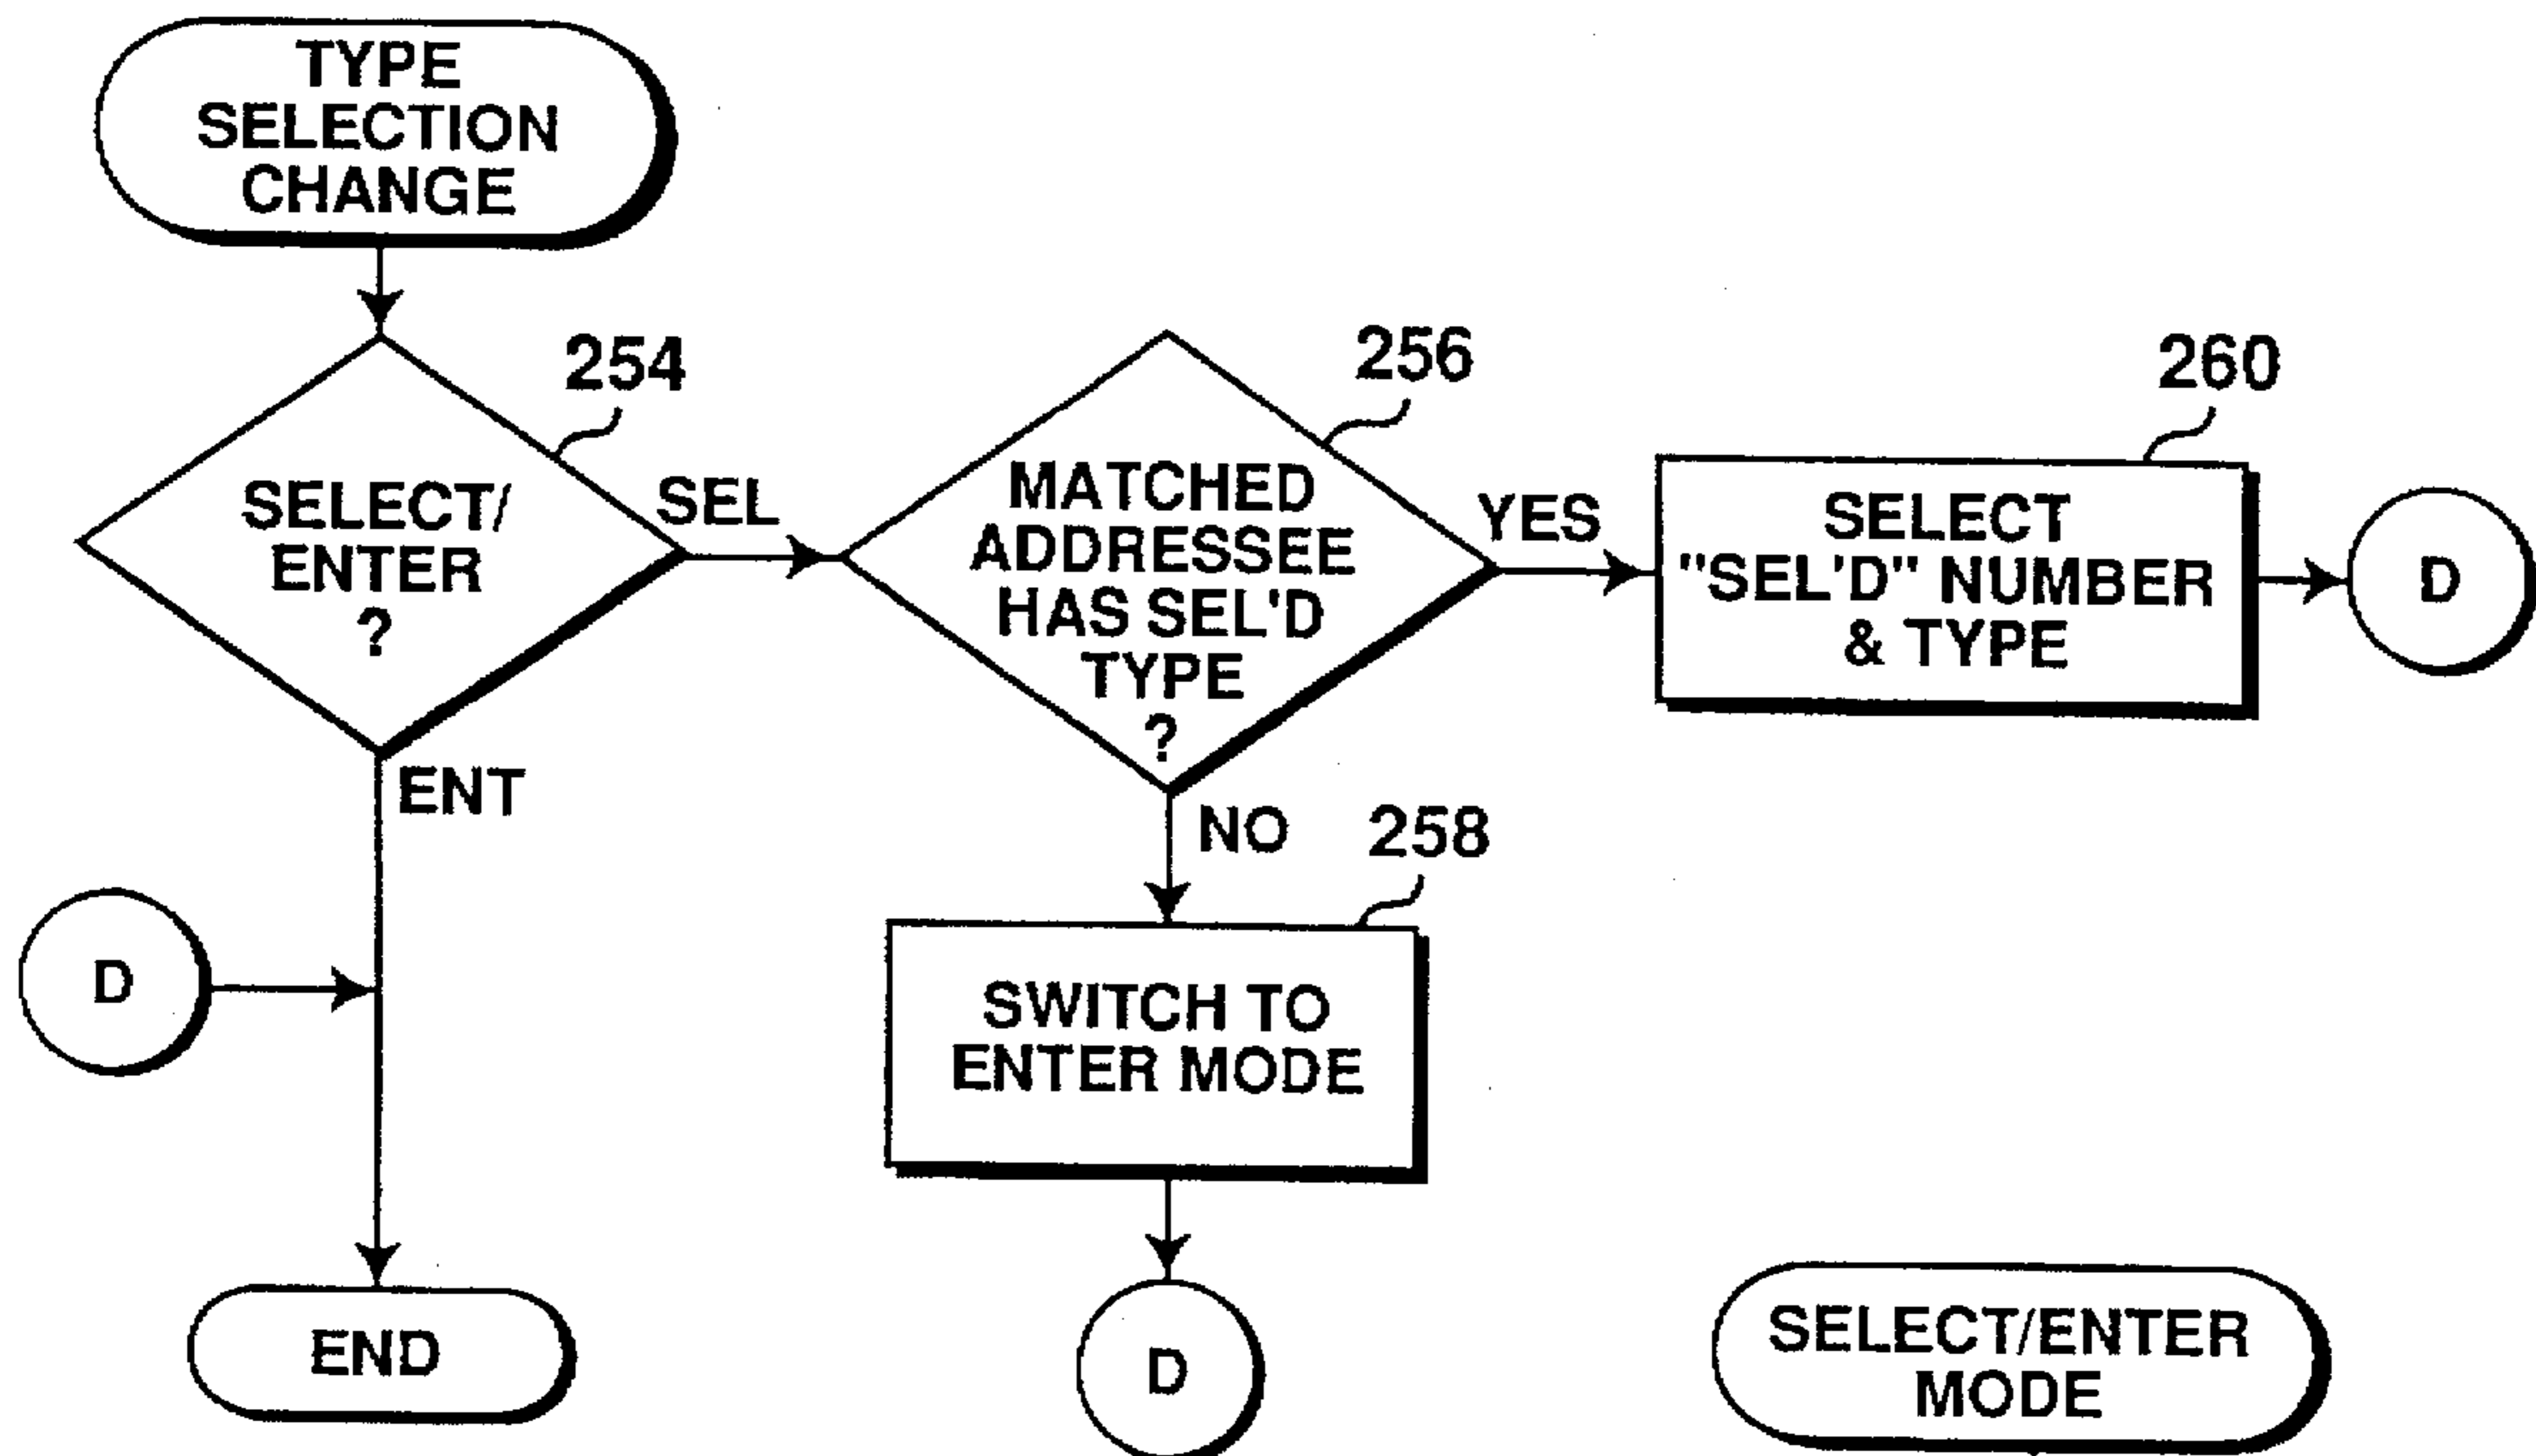 TYPE
SELECTION
CHANGE
254
SELECT/
ENTER
?
SEL
ENT
256
MATCHED
ADDRESSEE
HAS SEL'D
TYPE
?
YES
NO
260
SELECT
"SEL'D" NUMBER
& TYPE
D
258
SWITCH TO
ENTER MODE
D
D
END
SELECT/ENTER
MODE